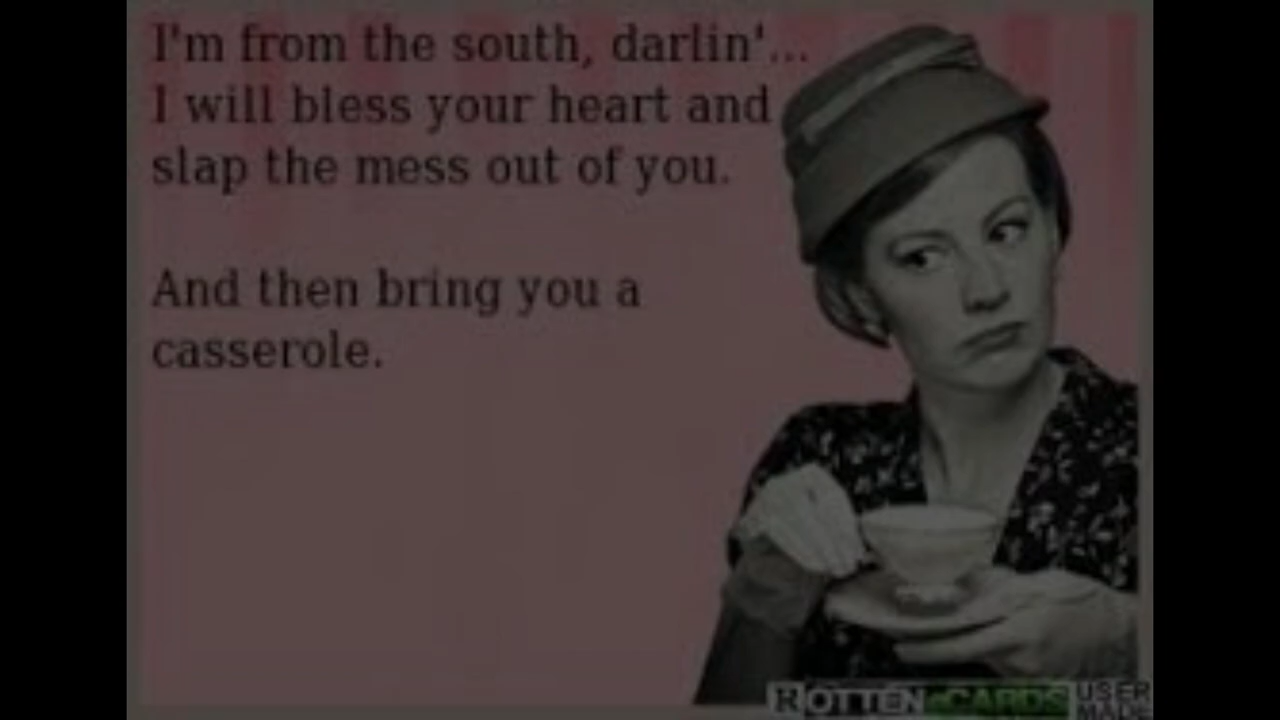 I'm from the south, darlin'...
I will bless your heart and
slap the mess out of you.
And then bring you a
casserole.
ROTTEN eCARDS USER MADE